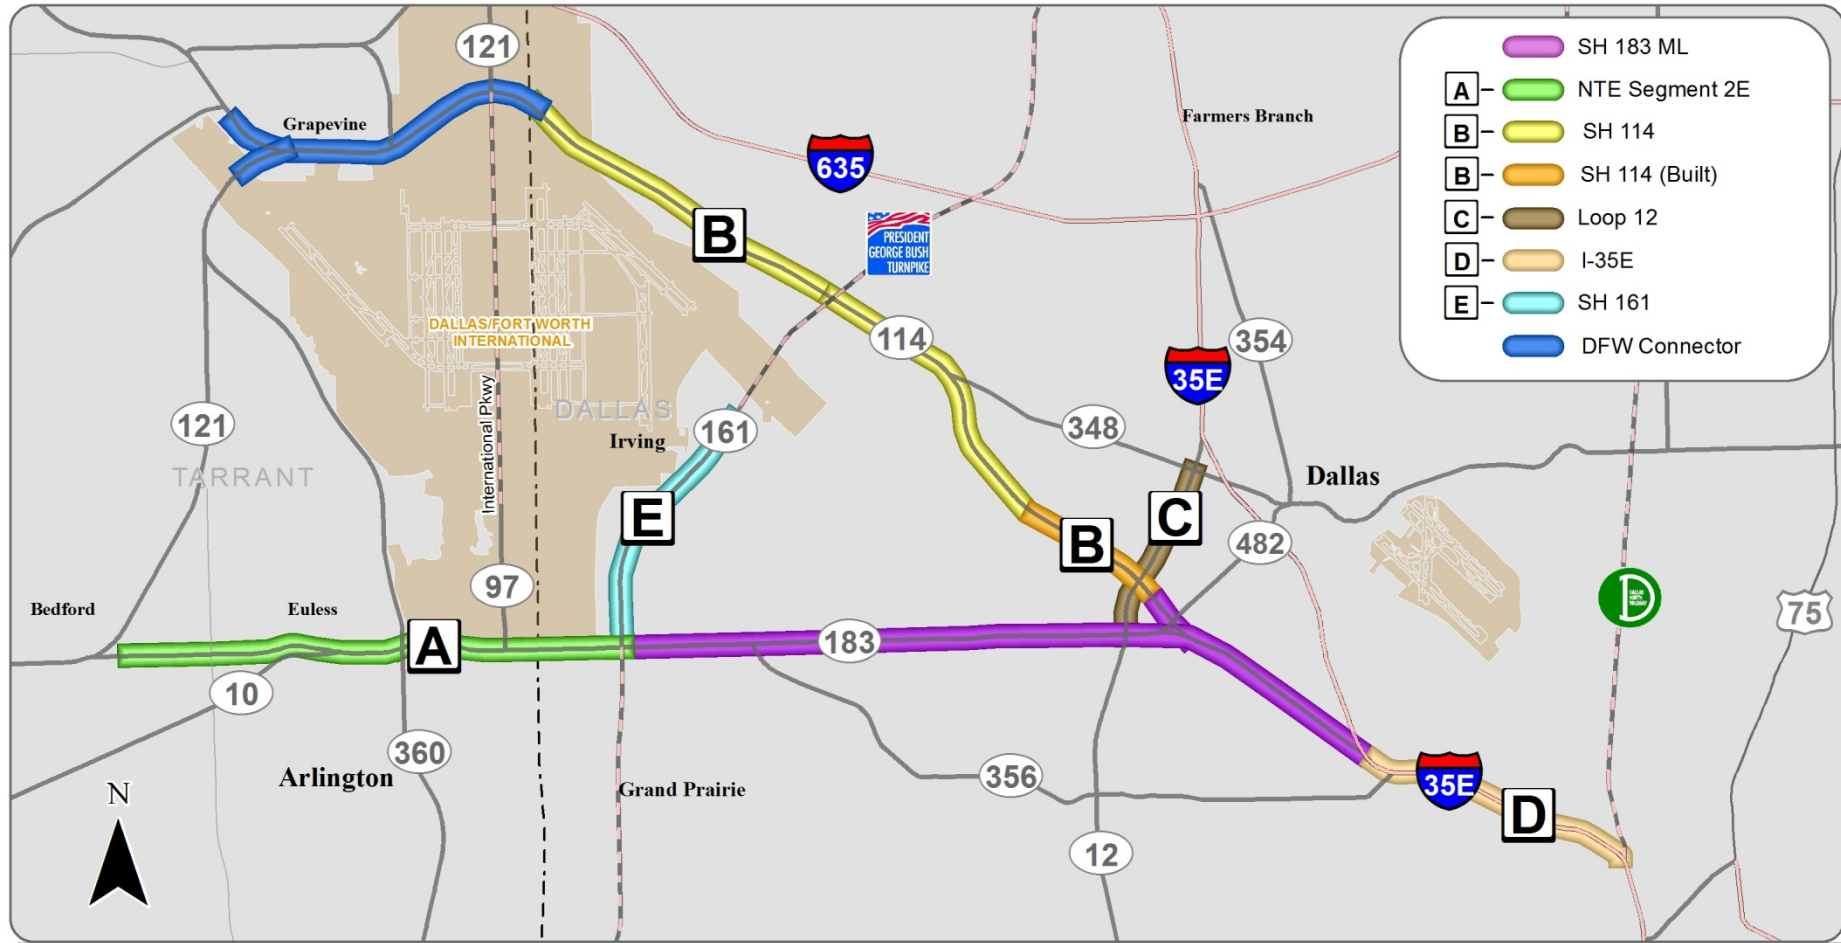 121
SH 183 ML
A
NTE Segment 2E
B
SH 114
B
SH 114 (Built)
C
Loop 12
D
I-35E
E
SH 161
DFW Connector
Grapevine
Farmers Branch
635
B
PRESIDENT
GEORGE BUSH
TURNPIKE
DALLAS/FORT WORTH
INTERNATIONAL
114
354
35E
DALLAS
121
161
348
Irving
International Pkwy
TARRANT
Dallas
E
C
B
482
97
DALLAS
NORTH
TOLLWAY
75
Bedford
Euless
A
183
10
360
Arlington
356
35E
Grand Prairie
N
D
12